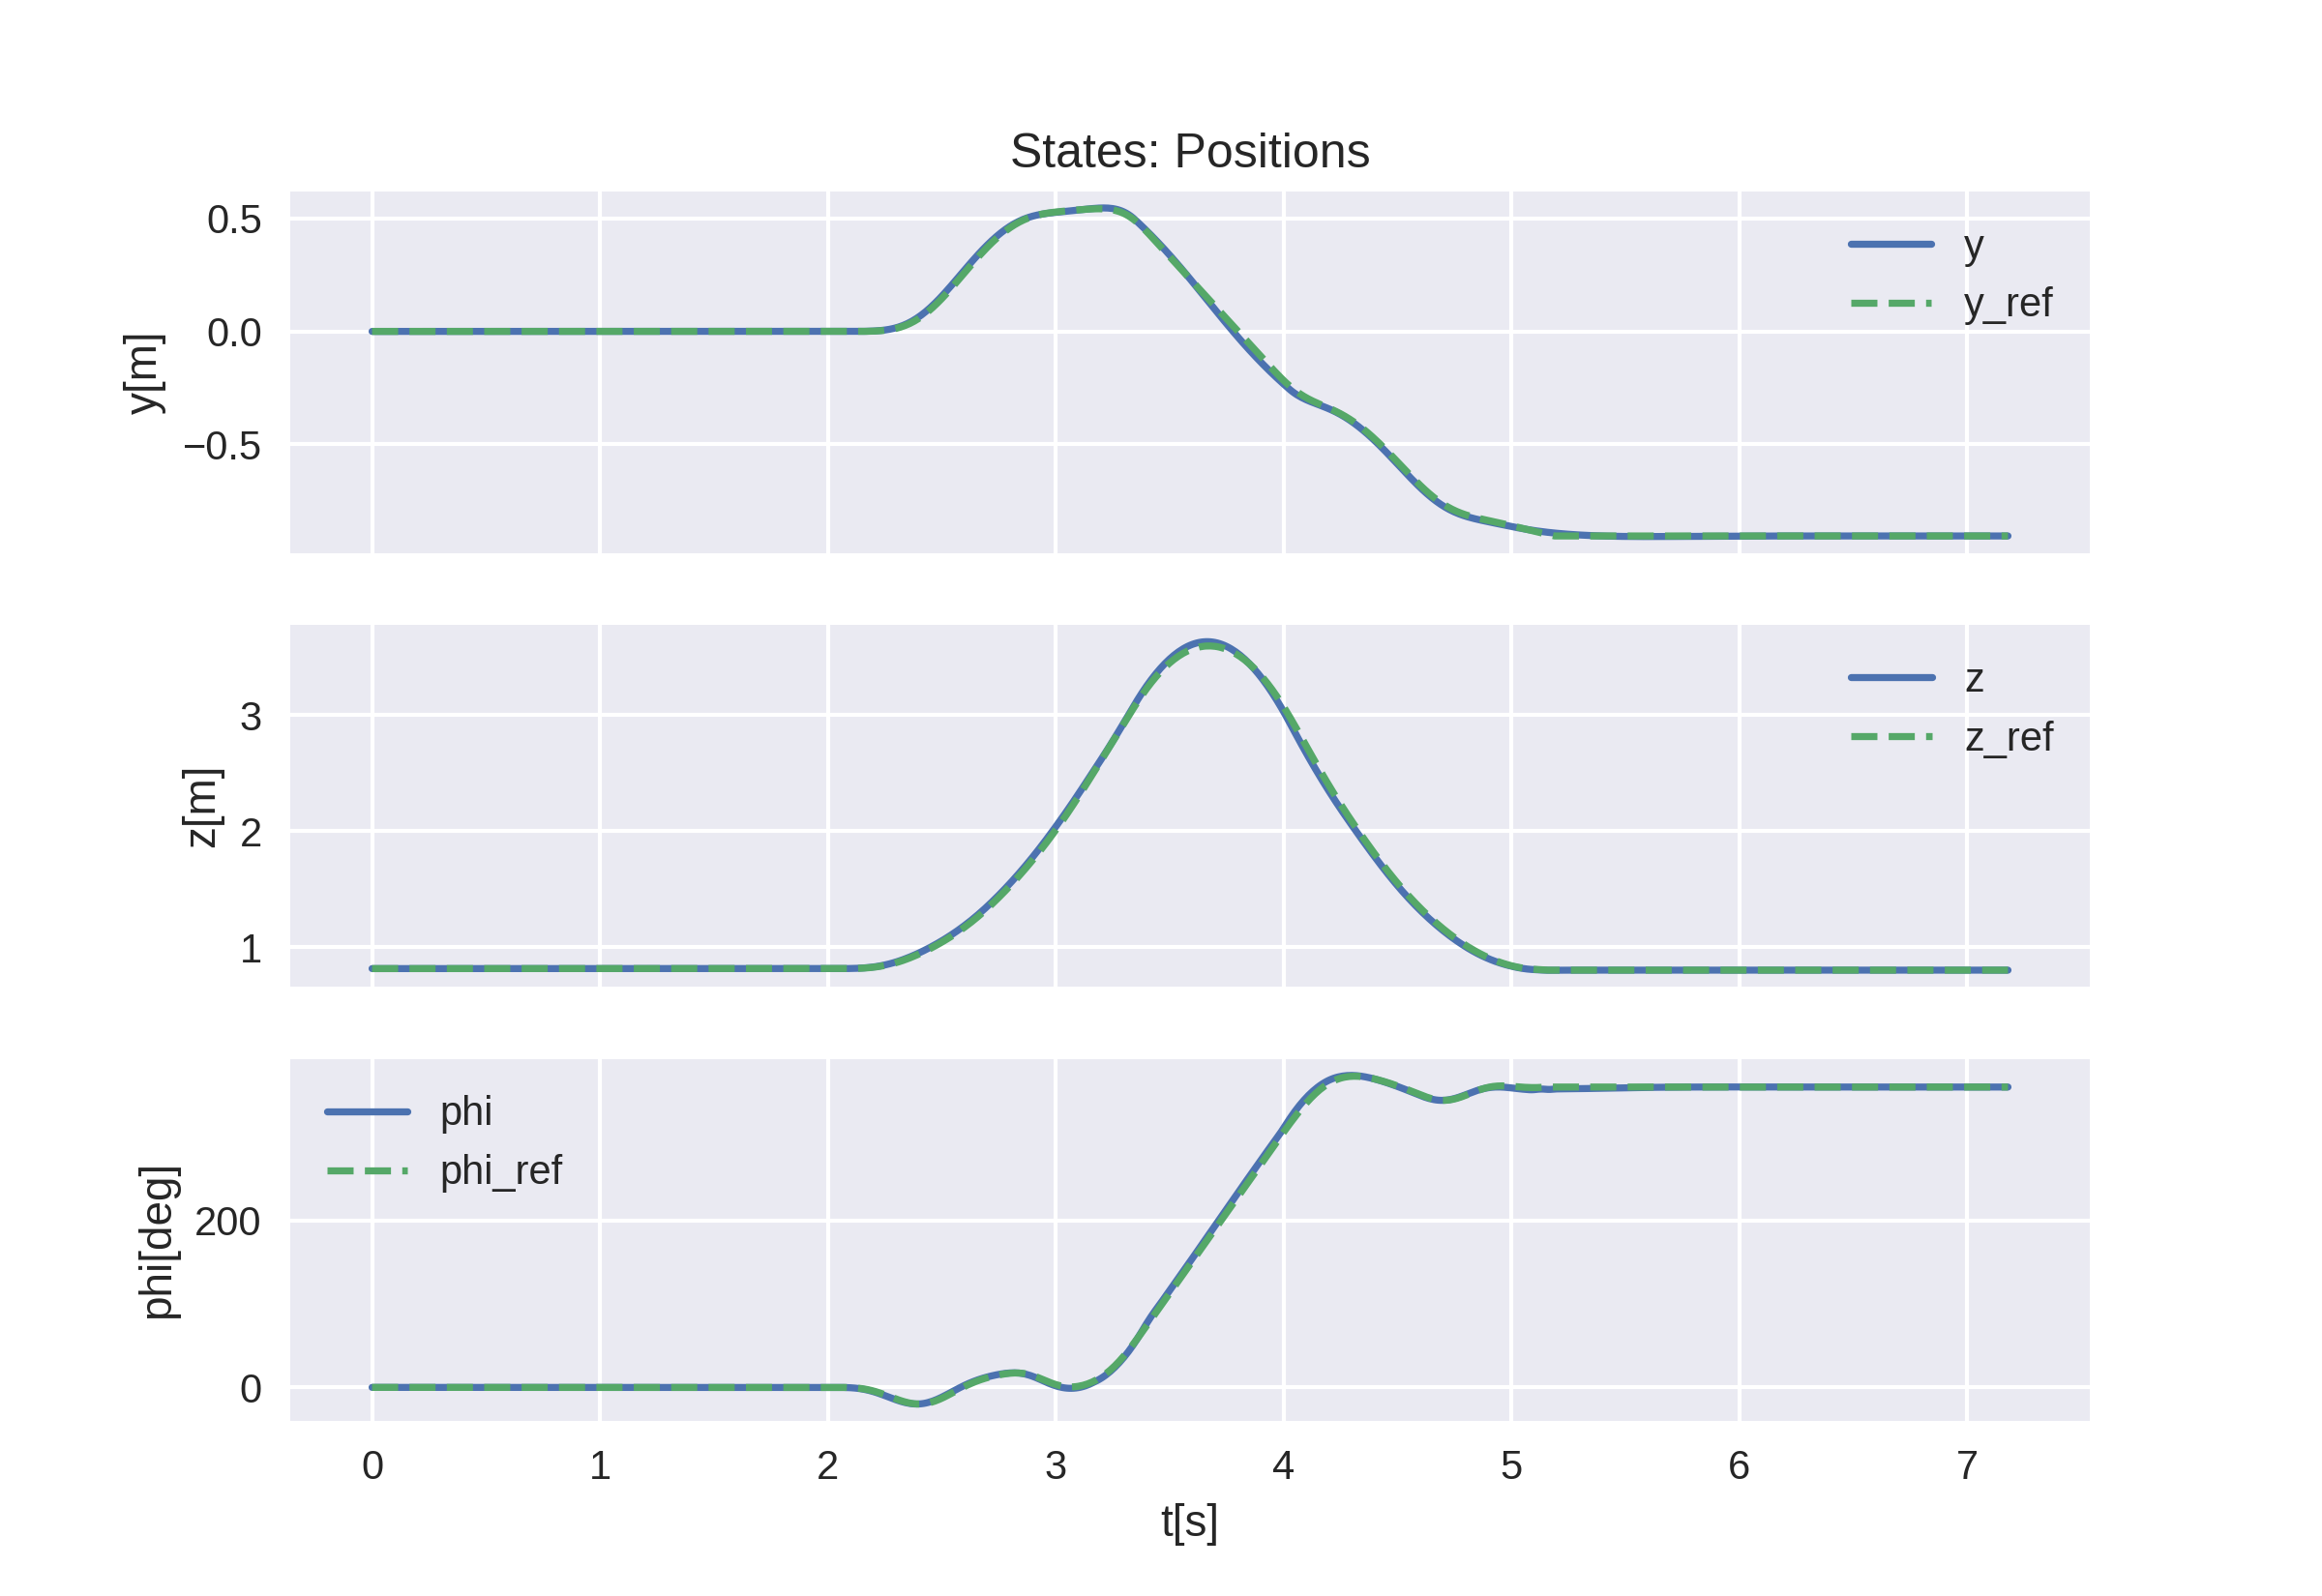 States: Positions
0.5
0.0
−0.5
y[m]
y
y_ref
3
2
1
z[m]
z
z_ref
200
0
phi[deg]
phi
phi_ref
0 1 2 3 4 5 6 7
t[s]